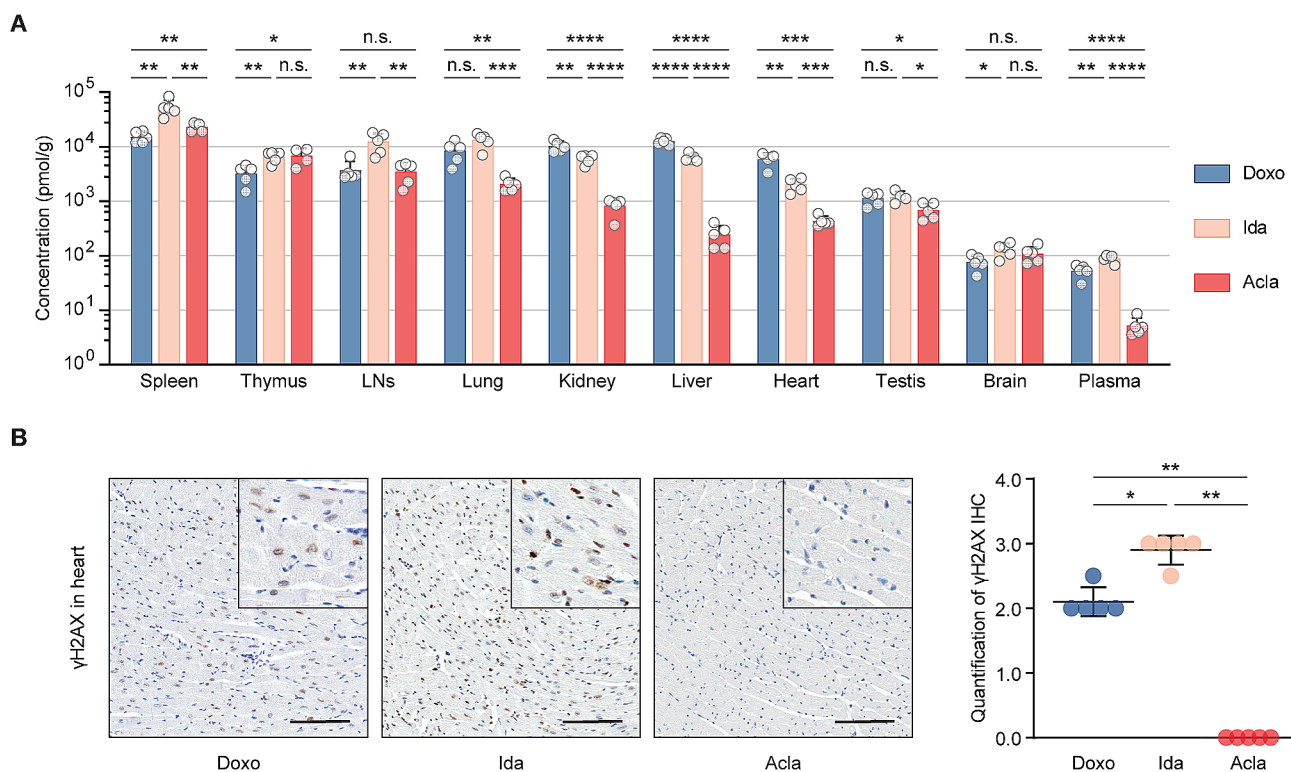 A
** * n.s. ** **** **** *** * n.s. ****
** ** ** n.s. ** ** n.s. *** ** **** **** **** ** *** n.s. * * n.s. ** ****
Concentration (pmol/g)
10^5
10^4
10^3
10^2
10^1
10^0
Spleen Thymus LNs Lung Kidney Liver Heart Testis Brain Plasma
Doxo
Ida
Acla
B
γH2AX in heart
Doxo Ida Acla
Quantification of γH2AX IHC
**
* **
4.0
3.0
2.0
1.0
0.0
Doxo Ida Acla